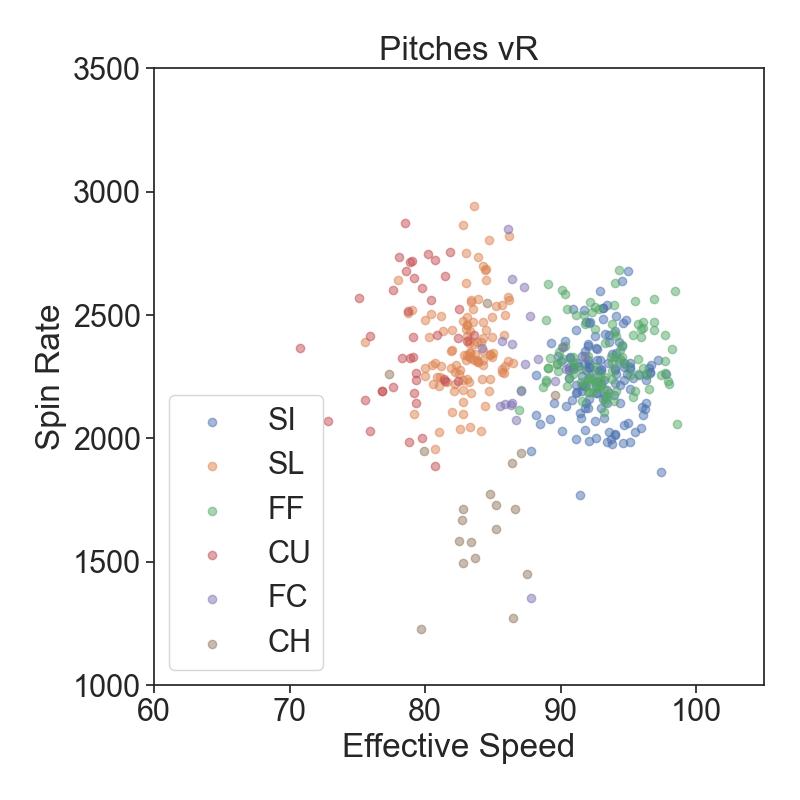 Pitches vR
3500
3000
2500
2000
1500
1000
Spin Rate
SI
SL
FF
CU
FC
CH
60 70 80 90 100
Effective Speed